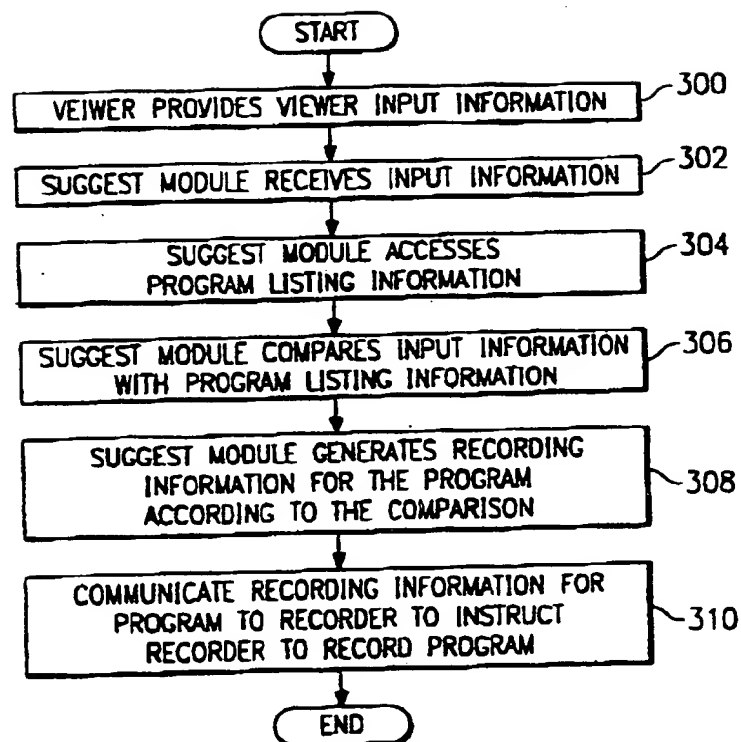 START
VEIWER PROVIDES VIEWER INPUT INFORMATION
300
SUGGEST MODULE RECEIVES INPUT INFORMATION
302
SUGGEST MODULE ACCESSES
PROGRAM LISTING INFORMATION
304
SUGGEST MODULE COMPARES INPUT INFORMATION
WITH PROGRAM LISTING INFORMATION
306
SUGGEST MODULE GENERATES RECORDING
INFORMATION FOR THE PROGRAM
ACCORDING TO THE COMPARISON
308
COMMUNICATE RECORDING INFORMATION FOR
PROGRAM TO RECORDER TO INSTRUCT
RECORDER TO RECORD PROGRAM
310
END